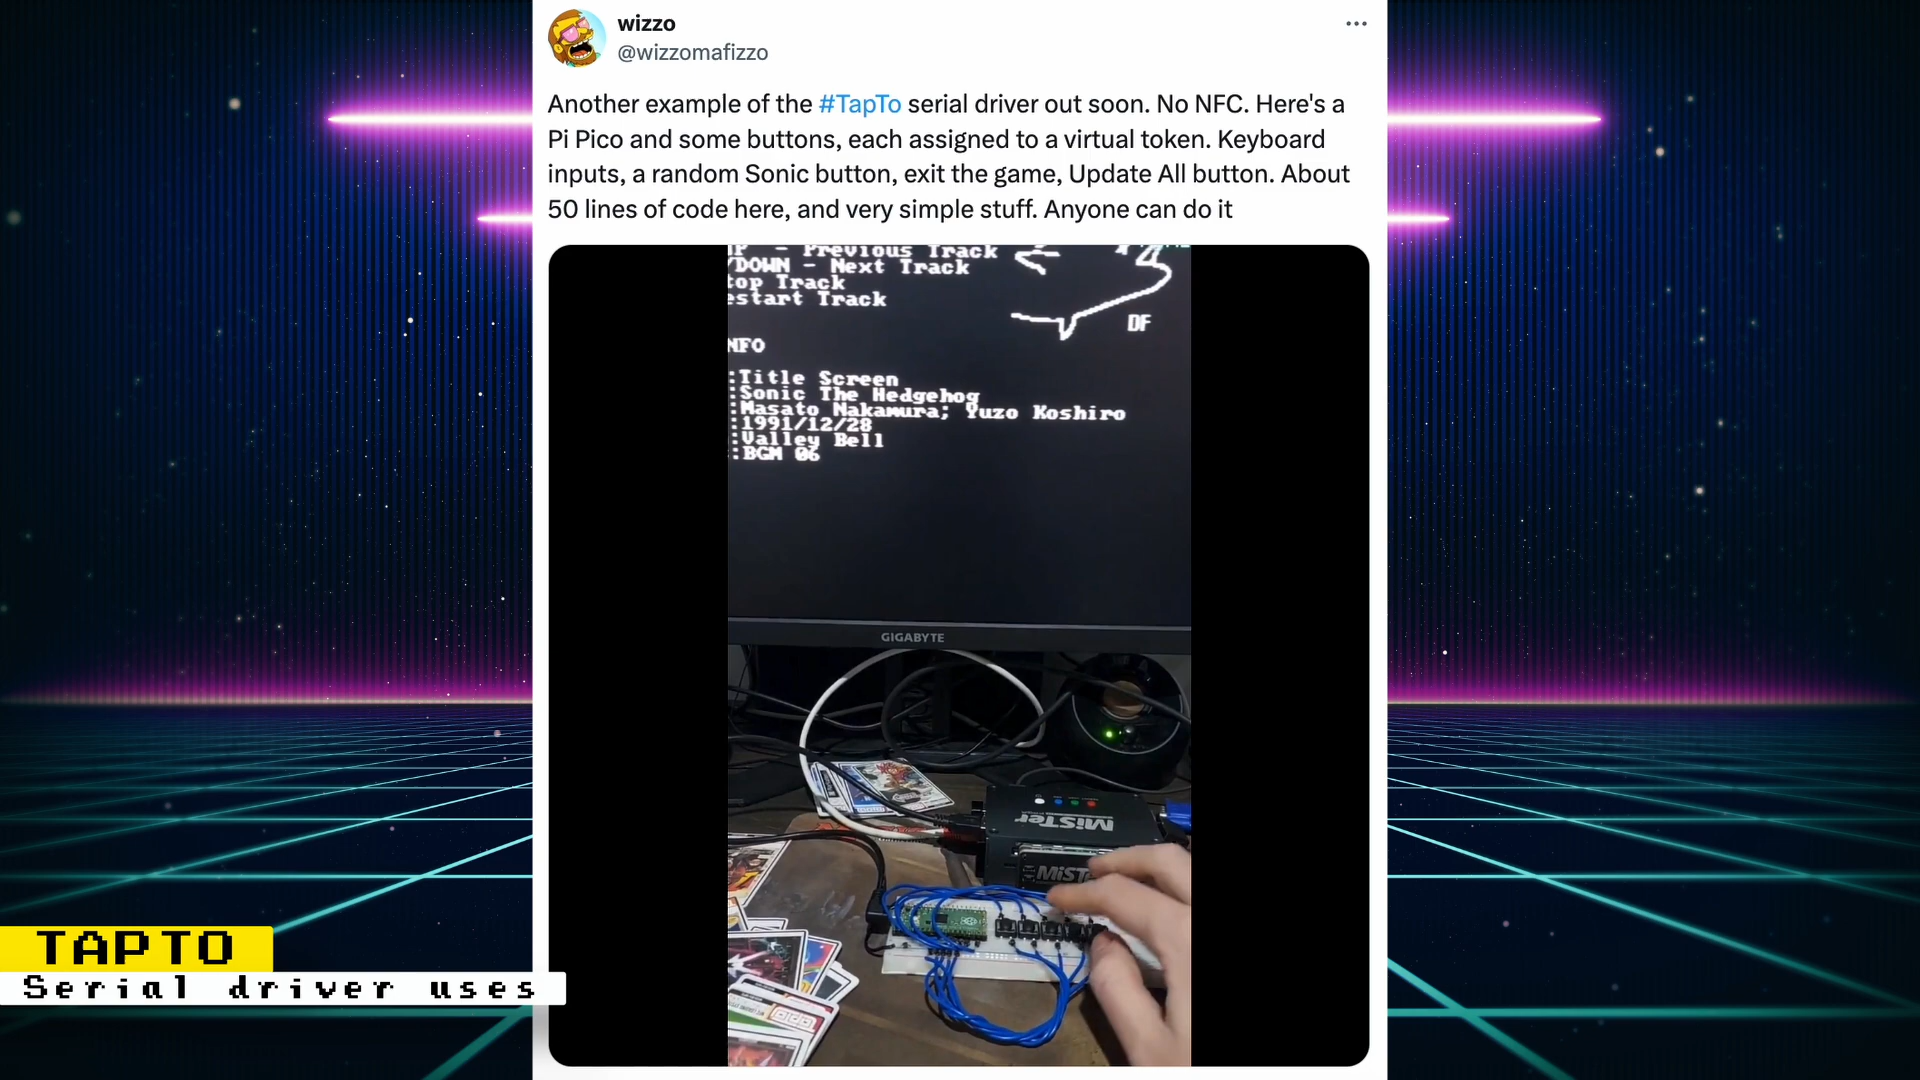 wizzo
@wizzomafizzo
Another example of the #TapTo serial driver out soon. No NFC. Here's a
Pi Pico and some buttons, each assigned to a virtual token. Keyboard
inputs, a random Sonic button, exit the game, Update All button. About
50 lines of code here, and very simple stuff. Anyone can do it
- Previous Track
/DOWN - Next Track
top Track
estart Track
DF
NFO
:Title Screen
:Sonic The Hedgehog
:Masato Nakamura; Yuzo Koshiro
:1991/12/28
:Valley Bell
:BGM 06
GIGABYTE
MiSTer
MiSTe
TAPTO
Serial driver uses